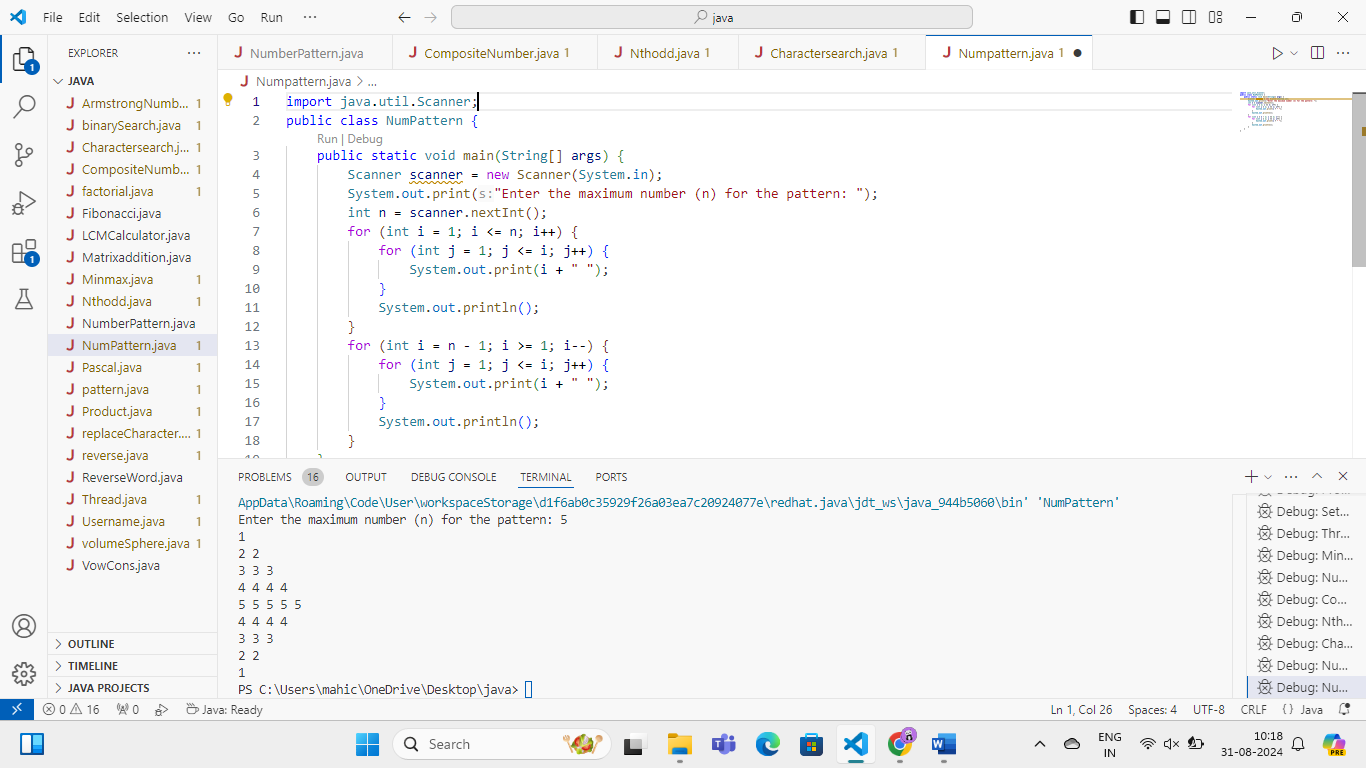 File Edit Selection View Go Run ··· java
EXPLORER ···
JAVA
ArmstrongNumb... 1
binarySearch.java 1
Charactersearch.j... 1
CompositeNumb... 1
factorial.java 1
Fibonacci.java
LCMCalculator.java
Matrixaddition.java
Minmax.java 1
Nthodd.java 1
NumberPattern.java
NumPattern.java 1
Pascal.java 1
pattern.java 1
Product.java 1
replaceCharacter.... 1
reverse.java 1
ReverseWord.java
Thread.java 1
Username.java 1
volumeSphere.java 1
VowCons.java
OUTLINE
TIMELINE
JAVA PROJECTS
1
1
NumberPattern.java CompositeNumber.java 1 Nthodd.java 1 Charactersearch.java 1 Numpattern.java 1
Numpattern.java > ...
1 import java.util.Scanner;
2 public class NumPattern {
Run | Debug
3 public static void main(String[] args) {
4 Scanner scanner = new Scanner(System.in);
5 System.out.print(s:"Enter the maximum number (n) for the pattern: ");
6 int n = scanner.nextInt();
7 for (int i = 1; i <= n; i++) {
8 for (int j = 1; j <= i; j++) {
9 System.out.print(i + " ");
10 }
11 System.out.println();
12 }
13 for (int i = n - 1; i >= 1; i--) {
14 for (int j = 1; j <= i; j++) {
15 System.out.print(i + " ");
16 }
17 System.out.println();
18 }
PROBLEMS 16 OUTPUT DEBUG CONSOLE TERMINAL PORTS
AppData\Roaming\Code\User\workspaceStorage\d1f6ab0c35929f26a03ea7c20924077e\redhat.java\jdt_ws\java_944b5060\bin' 'NumPattern'
Enter the maximum number (n) for the pattern: 5
1
2 2
3 3 3
4 4 4 4
5 5 5 5 5
4 4 4 4
3 3 3
2 2
1
PS C:\Users\mahic\OneDrive\Desktop\java>
Debug: Set...
Debug: Thr...
Debug: Min...
Debug: Nu...
Debug: Co...
Debug: Nth...
Debug: Cha...
Debug: Nu...
Debug: Nu...
0 16 0 Java: Ready Ln 1, Col 26 Spaces: 4 UTF-8 CRLF { } Java
Search
ENG
IN
10:18
31-08-2024
PRE